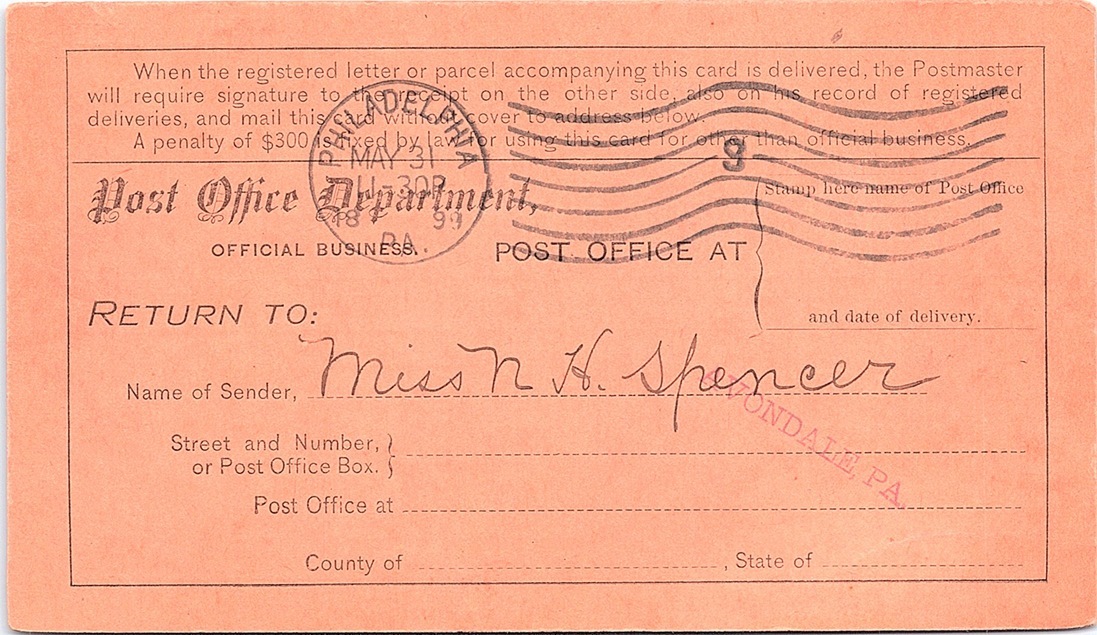 When the registered letter or parcel accompanying this card is delivered, the Postmaster
will require signature to the receipt on the other side, also on his record of registered
deliveries, and mail this card without cover to address below.
A penalty of $300 is fixed by law for using this card for other than official business.
PHILADELPHIA
MAY 31
11-30P
18 99
PA.
9
Post Office Department,
OFFICIAL BUSINESS.
POST OFFICE AT
Stamp here name of Post Office
and date of delivery.
RETURN TO:
Name of Sender, Miss N H. Spencer
AVONDALE, PA.
Street and Number,
or Post Office Box.
Post Office at
County of , State of